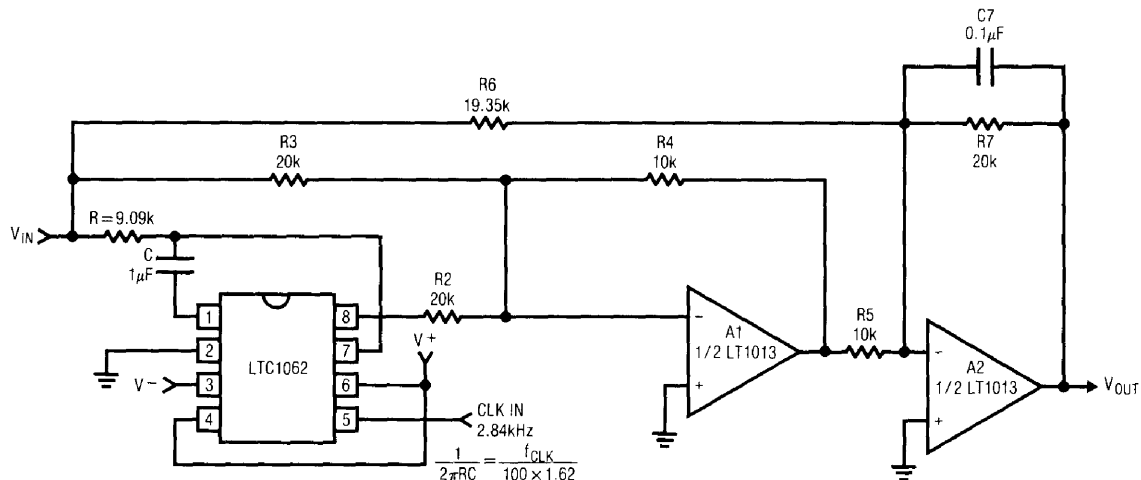 C7
0.1µF
R6
19.35k
R3
20k
R4
10k
R7
20k
R=9.09k
VIN
C
1µF
R2
20k
1
2
3
4
8
7
6
5
LTC1062
V−
V+
CLK IN
2.84kHz
1/2πRC = fCLK/100 × 1.62
−
A1
1/2 LT1013
+
R5
10k
−
A2
1/2 LT1013
+
VOUT